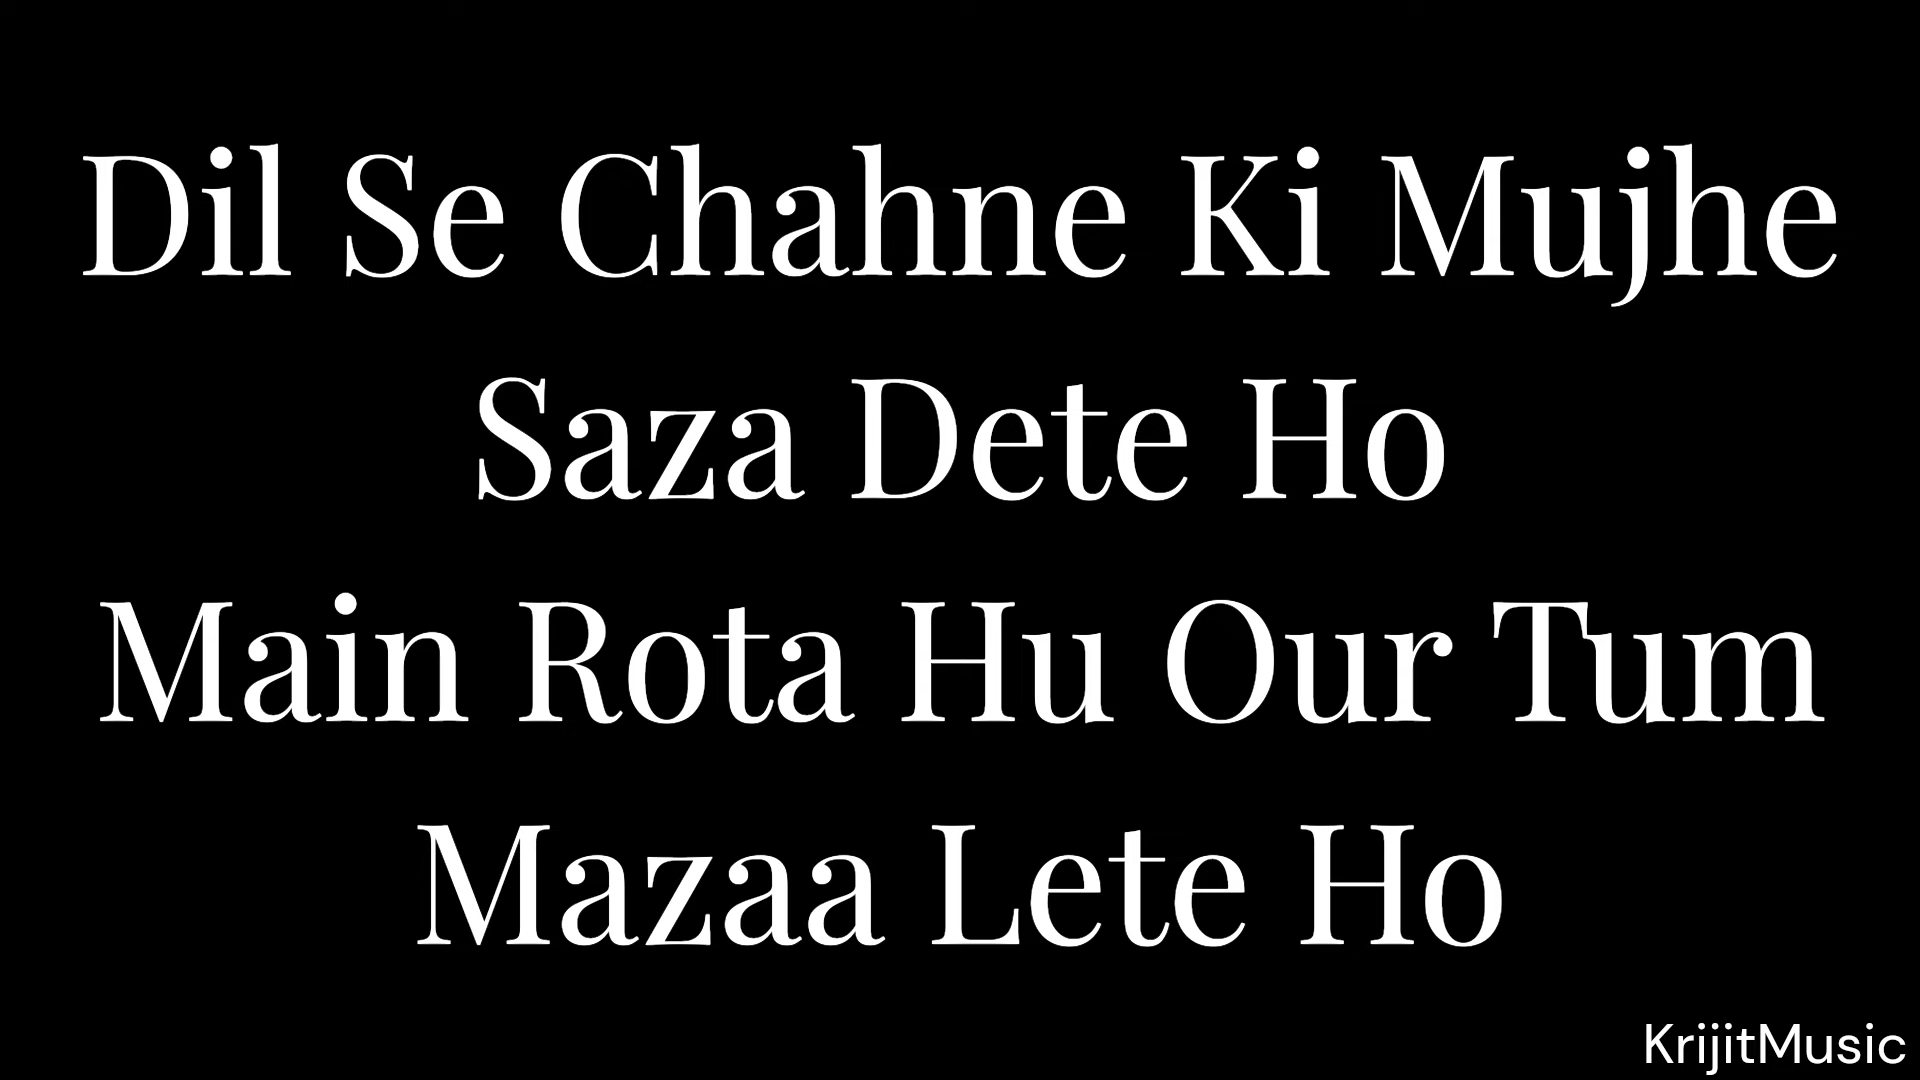 Dil Se Chahne Ki Mujhe
Saza Dete Ho
Main Rota Hu Our Tum
Mazaa Lete Ho
KrijitMusic